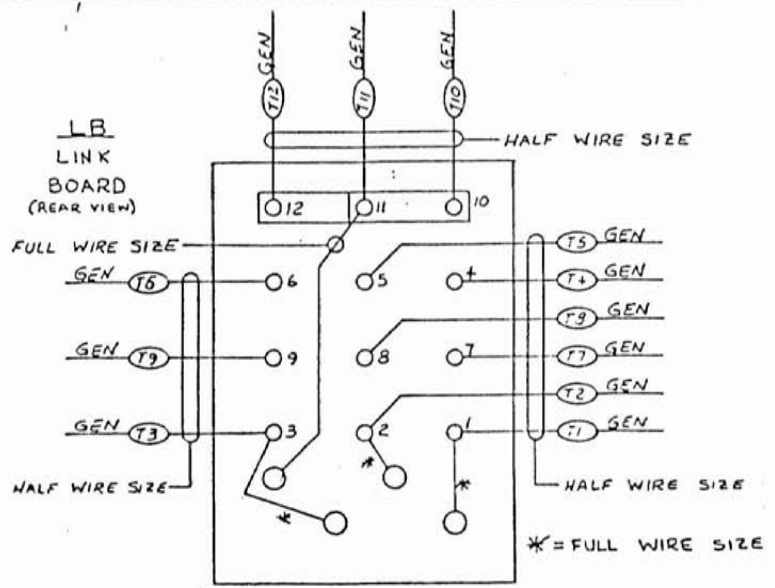 GEN GEN GEN
T12 T11 T10
LB
LINK
BOARD
(REAR VIEW)
HALF WIRE SIZE
12 11 10
FULL WIRE SIZE
T5 GEN
GEN T6 6 5 4 T4 GEN
T8 GEN
GEN T9 9 8 7 T7 GEN
T2 GEN
GEN T3 3 2 1 T1 GEN
* *
HALF WIRE SIZE HALF WIRE SIZE
*
* = FULL WIRE SIZE